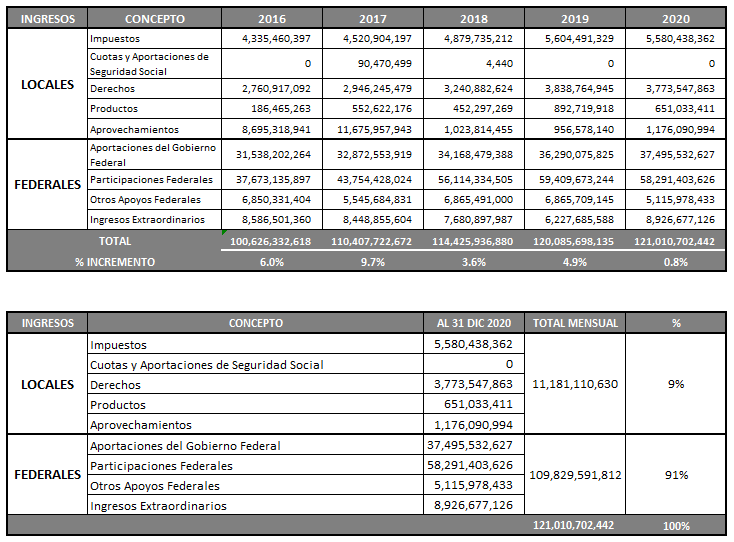 INGRESOS CONCEPTO 2016 2017 2018 2019 2020
LOCALES
Impuestos 4,335,460,397 4,520,904,197 4,879,735,212 5,604,491,329 5,580,438,362
Cuotas y Aportaciones de
Seguridad Social 0 90,470,499 4,440 0 0
Derechos 2,760,917,092 2,946,245,479 3,240,882,624 3,838,764,945 3,773,547,863
Productos 186,465,263 552,622,176 452,297,269 892,719,918 651,033,411
Aprovechamientos 8,695,318,941 11,675,957,943 1,023,814,455 956,578,140 1,176,090,994
FEDERALES
Aportaciones del Gobierno
Federal 31,538,202,264 32,872,553,919 34,168,479,388 36,290,075,825 37,495,532,627
Participaciones Federales 37,673,135,897 43,754,428,024 56,114,334,505 59,409,673,244 58,291,403,626
Otros Apoyos Federales 6,850,331,404 5,545,684,831 6,865,491,000 6,865,709,145 5,115,978,433
Ingresos Extraordinarios 8,586,501,360 8,448,855,604 7,680,897,987 6,227,685,588 8,926,677,126
TOTAL 100,626,332,618 110,407,722,672 114,425,936,880 120,085,698,135 121,010,702,442
% INCREMENTO 6.0% 9.7% 3.6% 4.9% 0.8%
INGRESOS CONCEPTO AL 31 DIC 2020 TOTAL MENSUAL %
LOCALES
Impuestos 5,580,438,362
Cuotas y Aportaciones de Seguridad Social 0
Derechos 3,773,547,863 11,181,110,630 9%
Productos 651,033,411
Aprovechamientos 1,176,090,994
FEDERALES
Aportaciones del Gobierno Federal 37,495,532,627
Participaciones Federales 58,291,403,626 109,829,591,812 91%
Otros Apoyos Federales 5,115,978,433
Ingresos Extraordinarios 8,926,677,126
121,010,702,442 100%